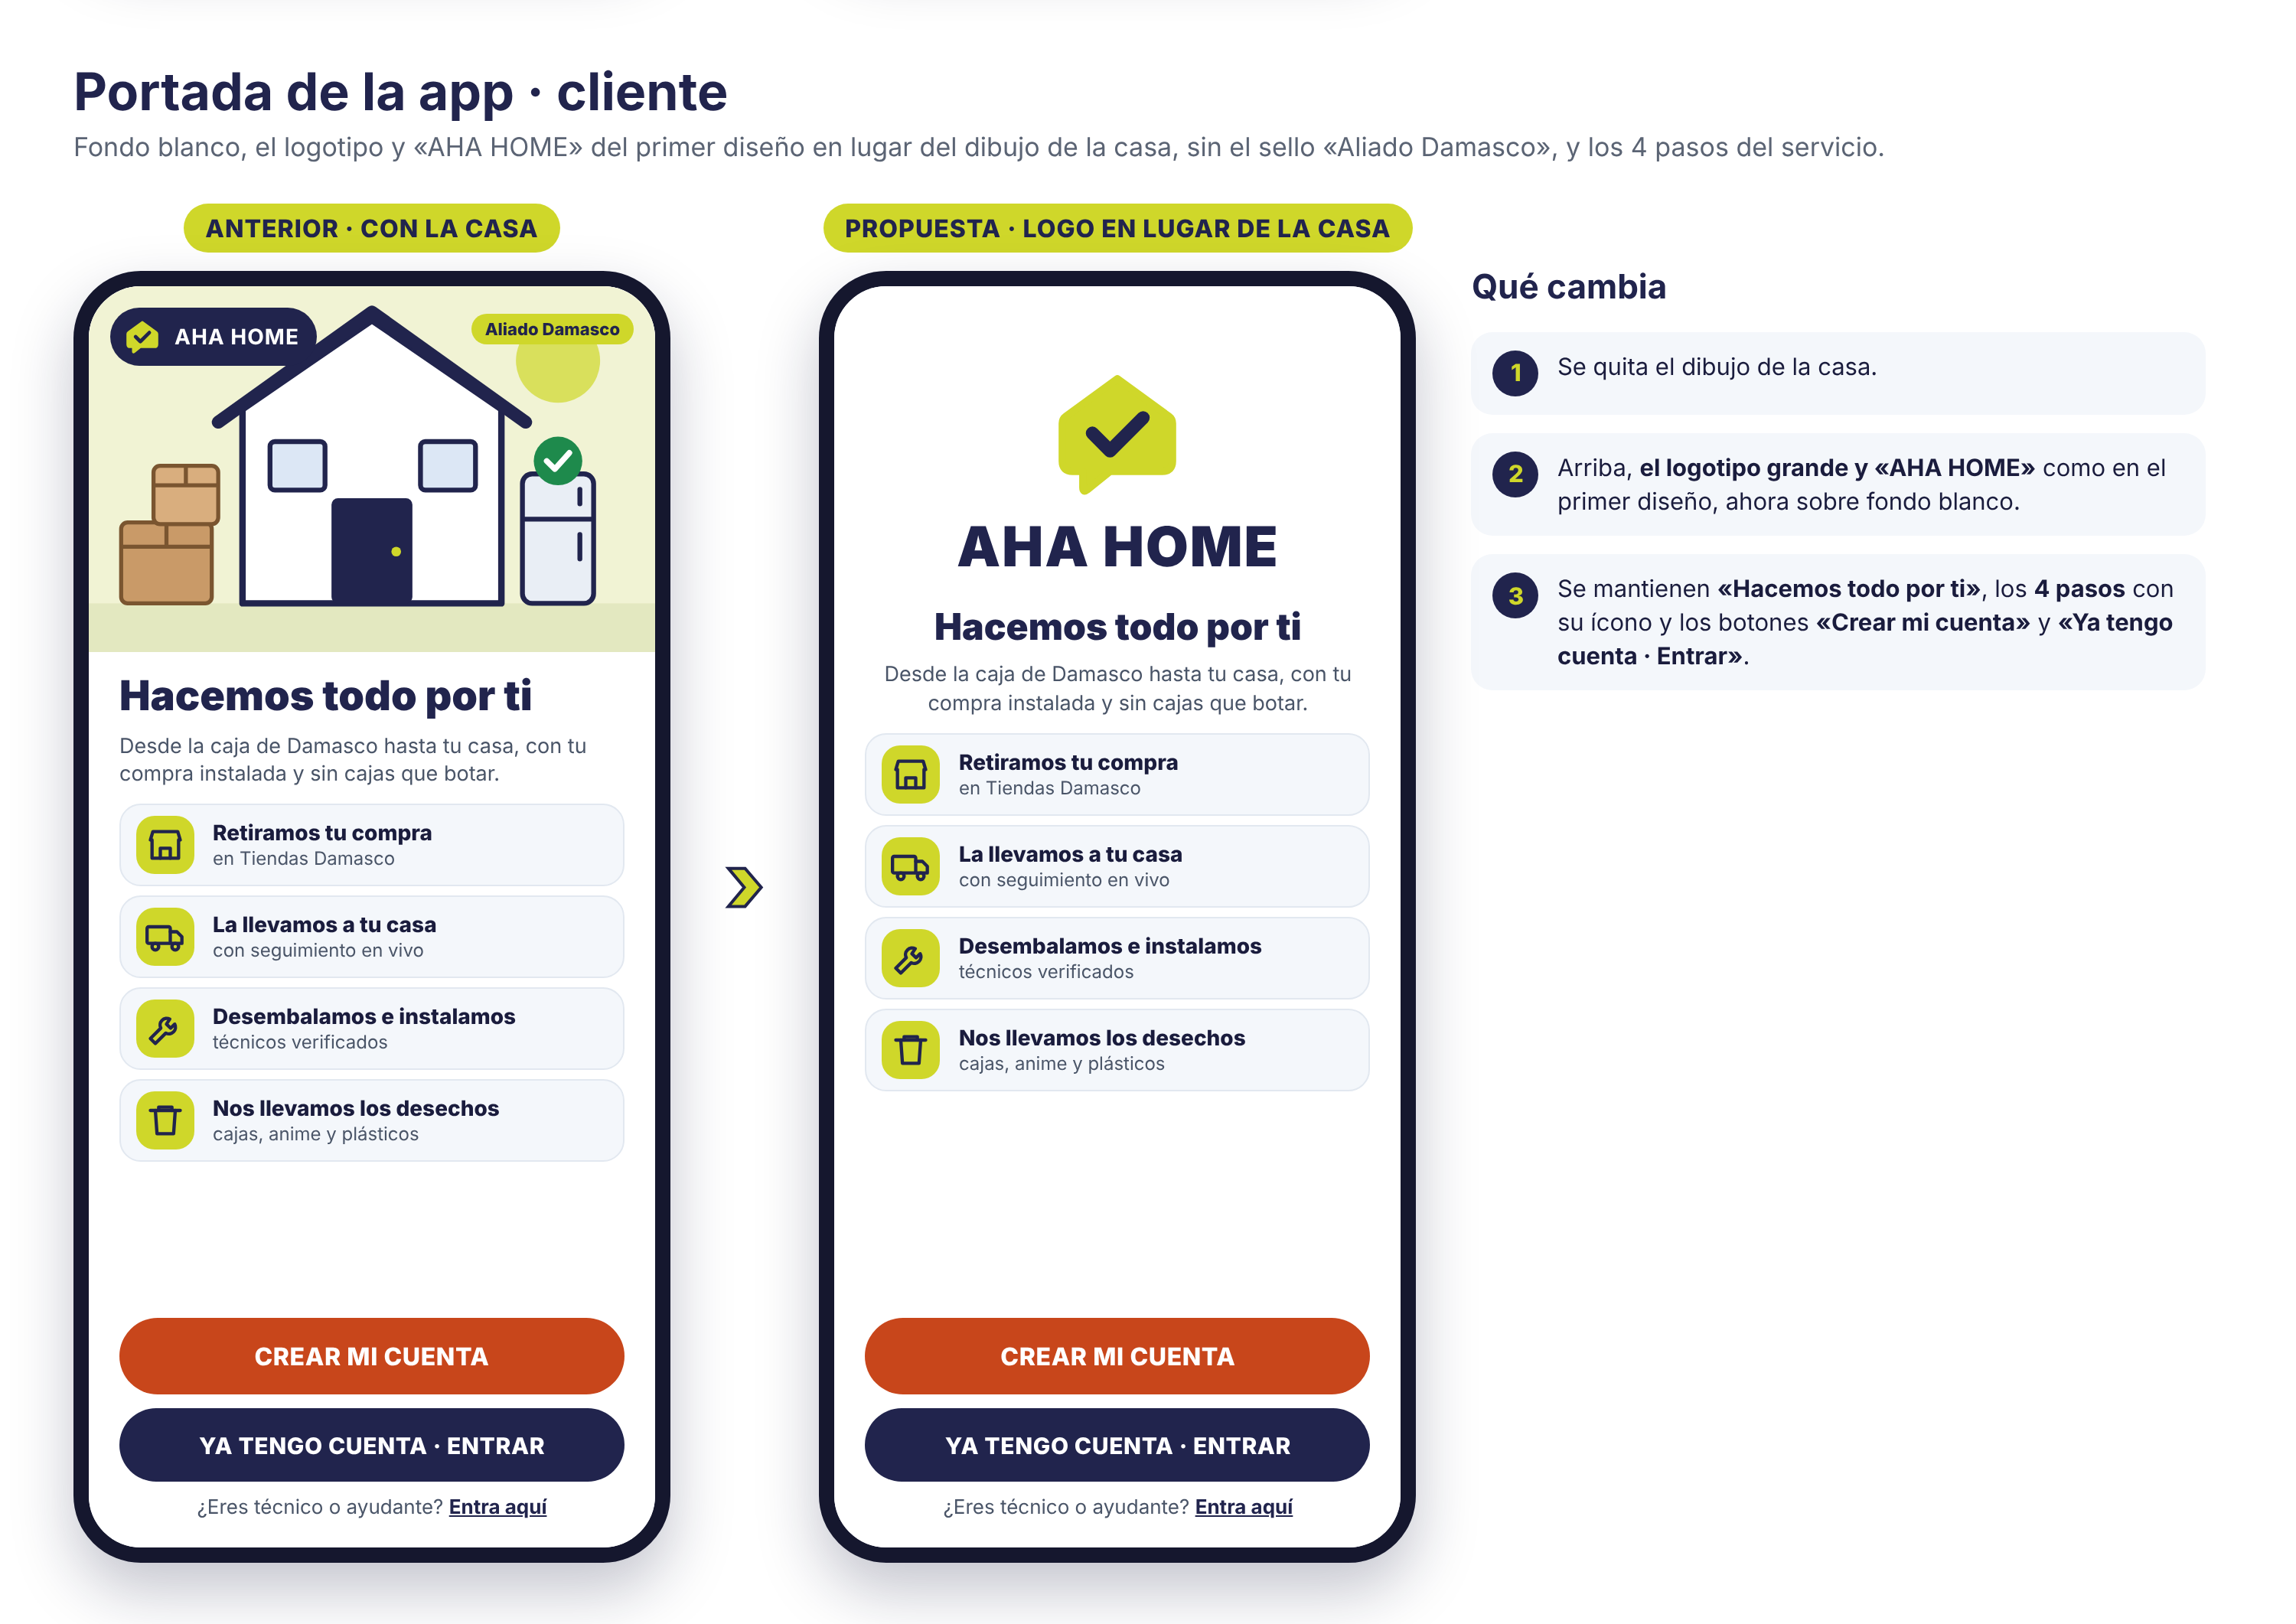 Portada de la app · cliente
Fondo blanco, el logotipo y «AHA HOME» del primer diseño en lugar del dibujo de la casa, sin el sello «Aliado Damasco», y los 4 pasos del servicio.
ANTERIOR · CON LA CASA
AHA HOME
Aliado Damasco
Hacemos todo por ti
Desde la caja de Damasco hasta tu casa, con tu
compra instalada y sin cajas que botar.
Retiramos tu compra
en Tiendas Damasco
La llevamos a tu casa
con seguimiento en vivo
Desembalamos e instalamos
técnicos verificados
Nos llevamos los desechos
cajas, anime y plásticos
CREAR MI CUENTA
YA TENGO CUENTA · ENTRAR
¿Eres técnico o ayudante? Entra aquí
PROPUESTA · LOGO EN LUGAR DE LA CASA
AHA HOME
Hacemos todo por ti
Desde la caja de Damasco hasta tu casa, con tu
compra instalada y sin cajas que botar.
Retiramos tu compra
en Tiendas Damasco
La llevamos a tu casa
con seguimiento en vivo
Desembalamos e instalamos
técnicos verificados
Nos llevamos los desechos
cajas, anime y plásticos
CREAR MI CUENTA
YA TENGO CUENTA · ENTRAR
¿Eres técnico o ayudante? Entra aquí
Qué cambia
1 Se quita el dibujo de la casa.
2 Arriba, el logotipo grande y «AHA HOME» como en el
primer diseño, ahora sobre fondo blanco.
3 Se mantienen «Hacemos todo por ti», los 4 pasos con
su ícono y los botones «Crear mi cuenta» y «Ya tengo
cuenta · Entrar».